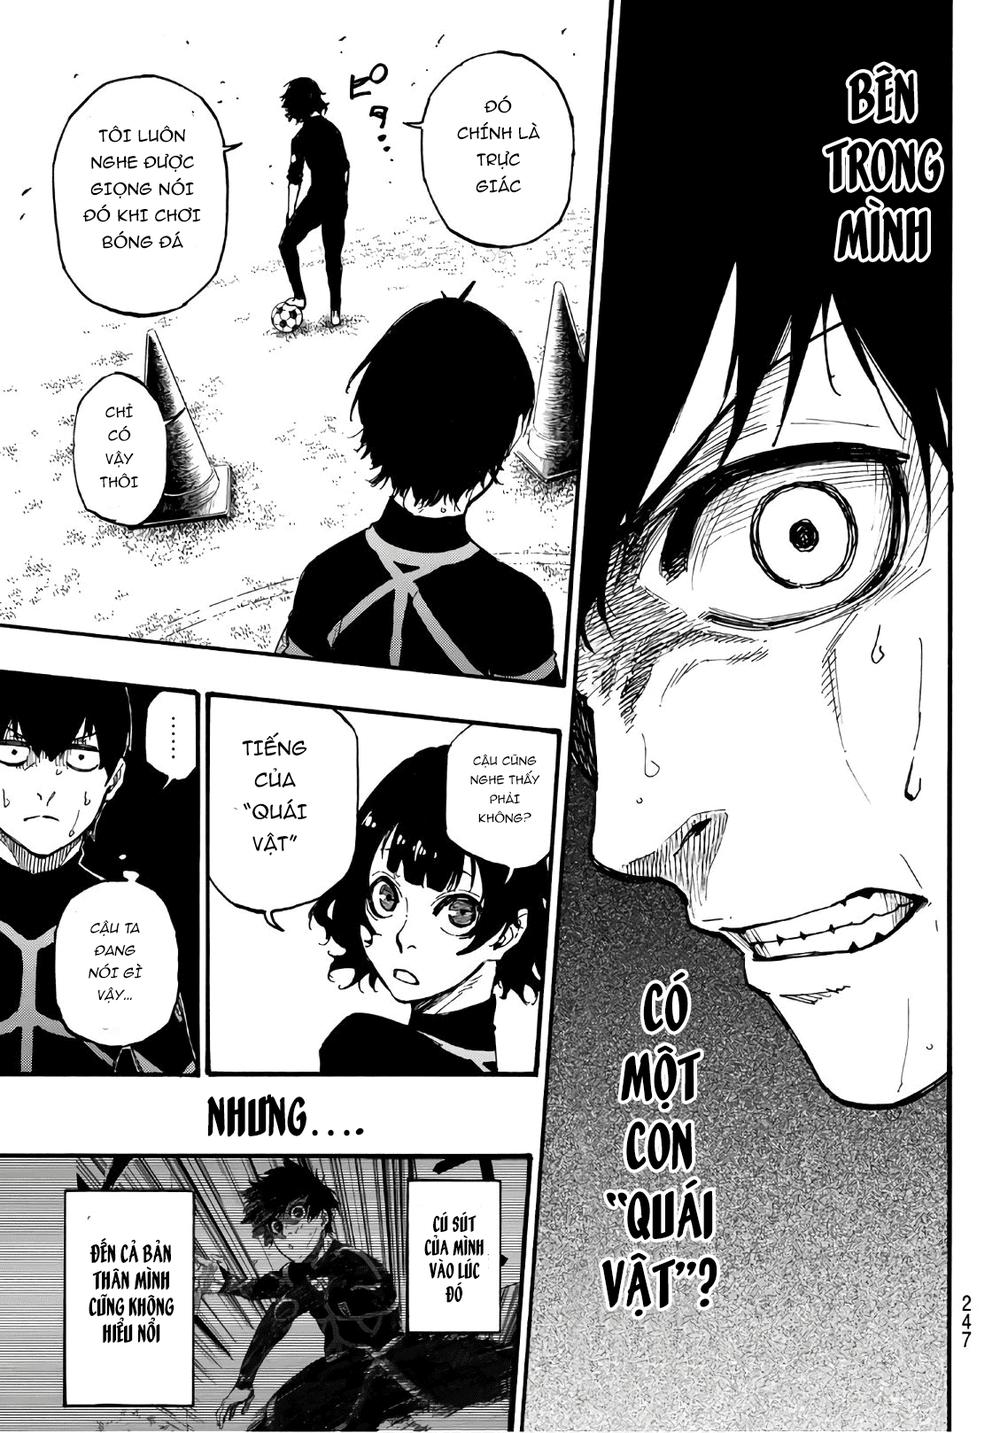 BÊN
TRONG
MÌNH
CÓ
MỘT
CON
"QUÁI
VẬT"?
ĐÓ
CHÍNH LÀ
TRỰC
GIÁC
ピタ...
TÔI LUÔN
NGHE ĐƯỢC
GIỌNG NÓI
ĐÓ KHI CHƠI
BÓNG ĐÁ
CHỈ
CÓ
VẬY
THÔI
CẬU CŨNG
NGHE THẤY
PHẢI
KHÔNG?
TIẾNG
CỦA
"QUÁI
VẬT"
......
CẬU TA
ĐANG
NÓI GÌ
VẬY...
NHƯNG....
CÚ SÚT
CỦA MÌNH
VÀO LÚC
ĐÓ
ĐẾN CẢ BẢN
THÂN MÌNH
CŨNG KHÔNG
HIỂU NỔI
247